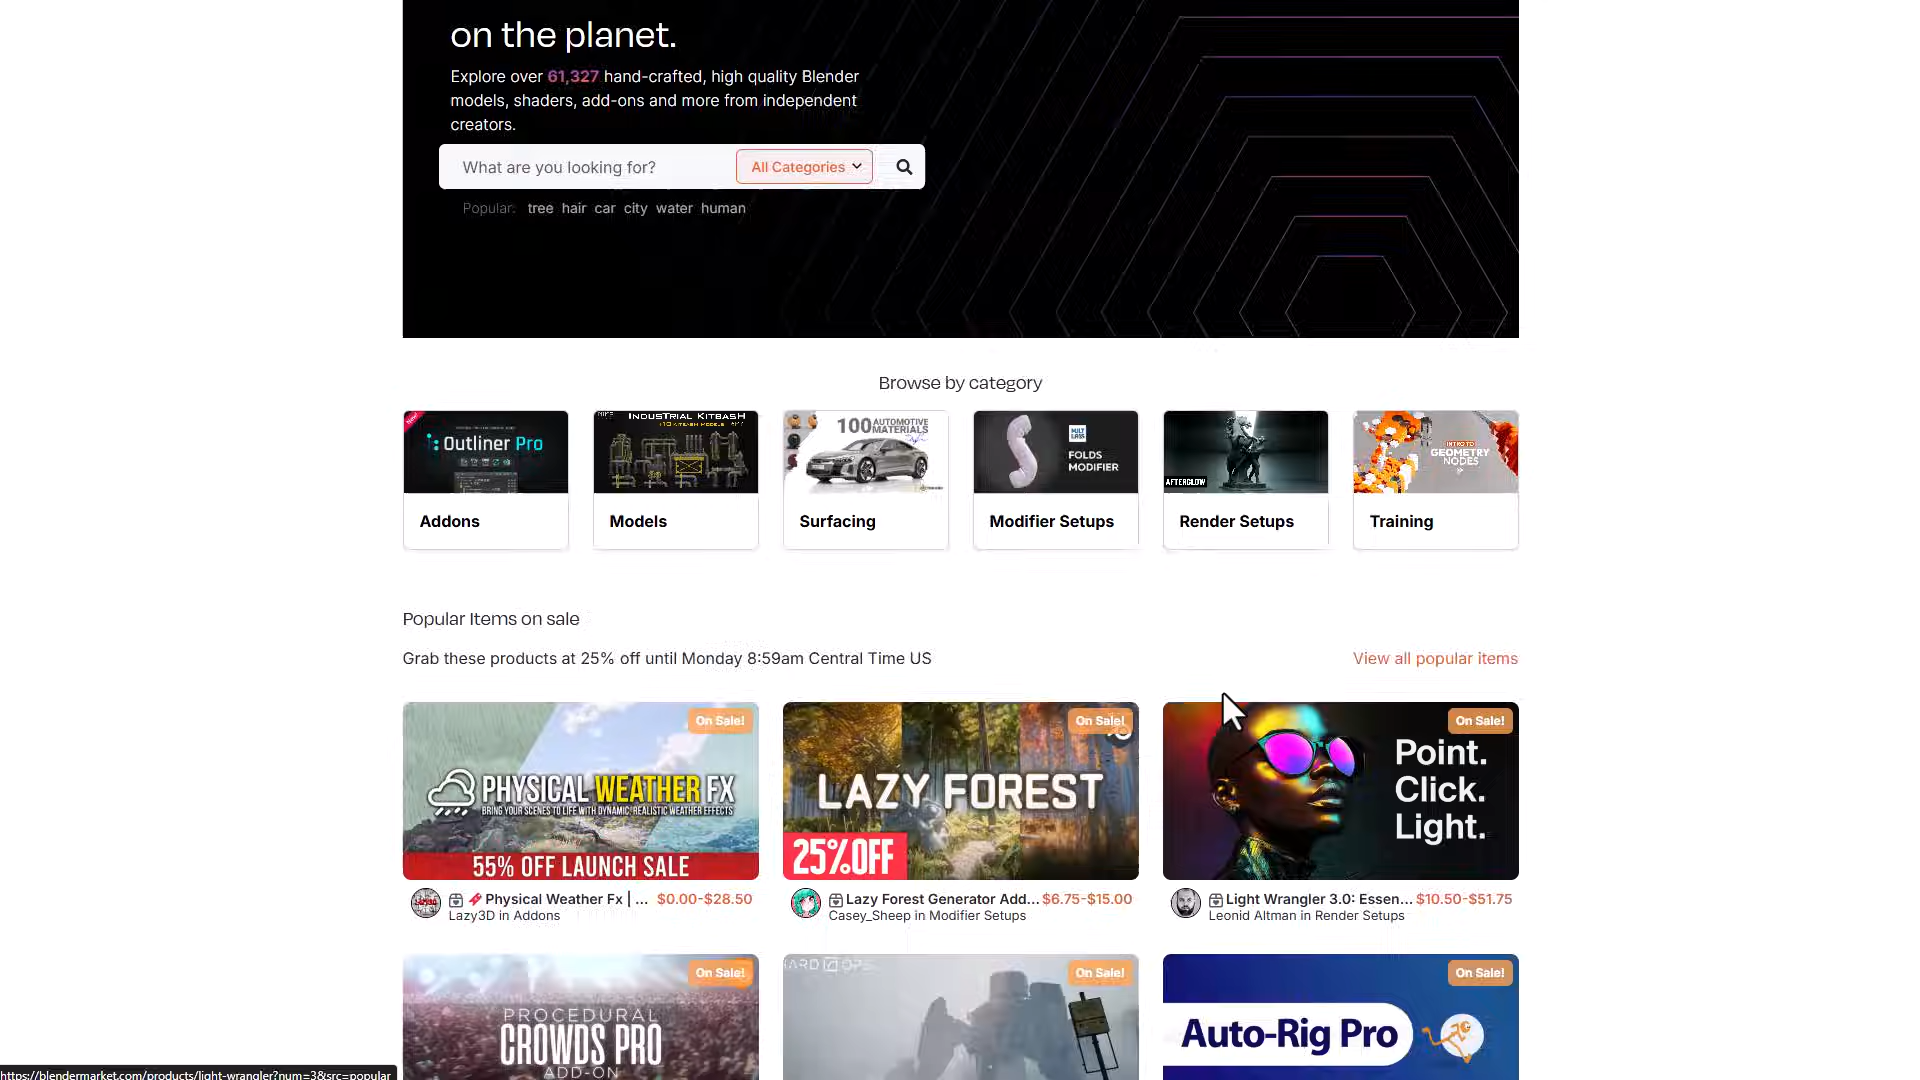 on the planet.
Explore over 61,327 hand-crafted, high quality Blender
models, shaders, add-ons and more from independent
creators.
What are you looking for? All Categories
Popular: tree hair car city water human
Browse by category
New!
Outliner Pro
INDUSTRIAL KITBASH
100 AUTOMOTIVE
MATERIALS
FOLDS
MODIFIER
AFTERGLOW
INTRO TO
GEOMETRY
NODES
Addons Models Surfacing Modifier Setups Render Setups Training
Popular Items on sale
Grab these products at 25% off until Monday 8:59am Central Time US View all popular items
On Sale!
PHYSICAL WEATHER FX
BRING YOUR SCENES TO LIFE WITH DYNAMIC, REALISTIC WEATHER EFFECTS
55% OFF LAUNCH SALE
On Sale!
LAZY FOREST
25% OFF
On Sale!
Point.
Click.
Light.
Physical Weather Fx | ... $0.00-$28.50
Lazy3D in Addons
Lazy Forest Generator Add... $6.75-$15.00
Casey_Sheep in Modifier Setups
Light Wrangler 3.0: Essen... $10.50-$51.75
Leonid Altman in Render Setups
On Sale!
PROCEDURAL
CROWDS PRO
ADD-ON
On Sale!
HARD OPS
On Sale!
Auto-Rig Pro
https://blendermarket.com/products/light-wrangler?num=3&src=popular